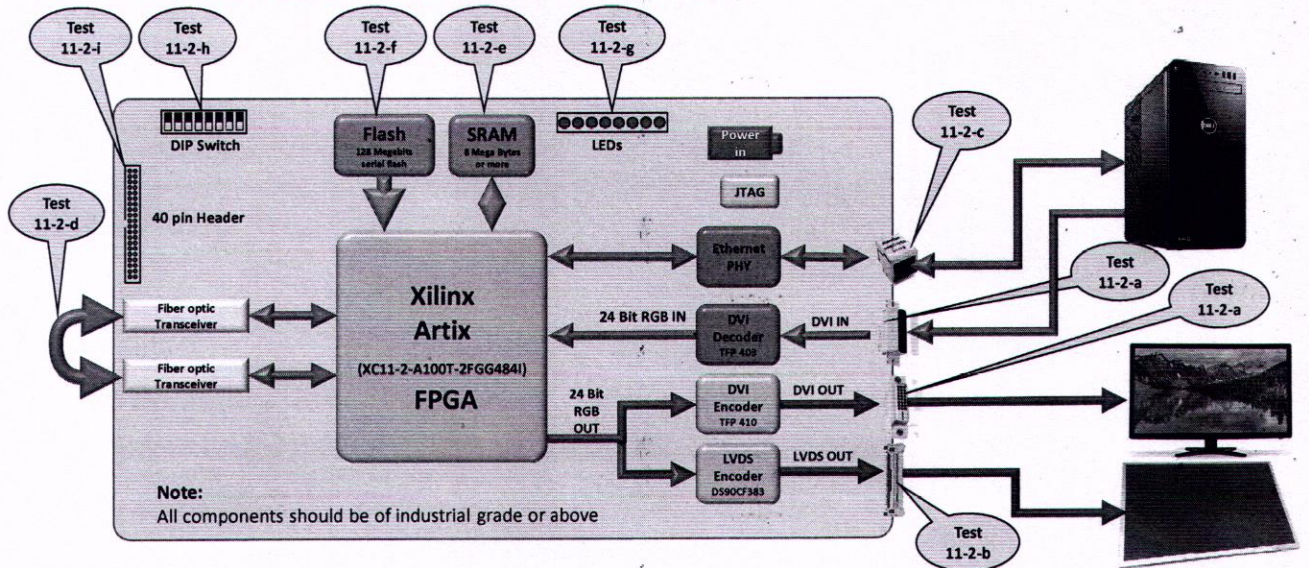 Test
11-2-i
Test
11-2-h
Test
11-2-f
Test
11-2-e
Test
11-2-g
DIP Switch
Flash
128 Megabits
serial flash
SRAM
8 Mega Bytes
or more
LEDs
Power
in
JTAG
Test
11-2-c
Test
11-2-d
40 pin Header
Fiber optic
Transceiver
Fiber optic
Transceiver
Xilinx
Artix
(XC11-2-A100T-2FGG484I)
FPGA
Ethernet
PHY
24 Bit RGB IN
DVI
Decoder
TFP 403
DVI IN
Test
11-2-a
Test
11-2-a
24 Bit
RGB
OUT
DVI
Encoder
TFP 410
DVI OUT
LVDS
Encoder
DS90CF383
LVDS OUT
Test
11-2-b
Note:
All components should be of industrial grade or above